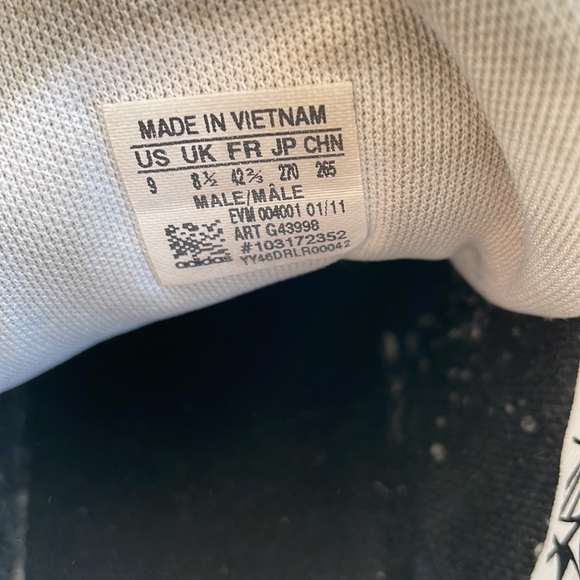 MADE IN VIETNAM
US UK FR JP CHN
9 8½ 42⅔ 270 265
MALE/MÂLE
EVM 004001 01/11
ART G43998
#103172352
adidas YY46DRLR00042